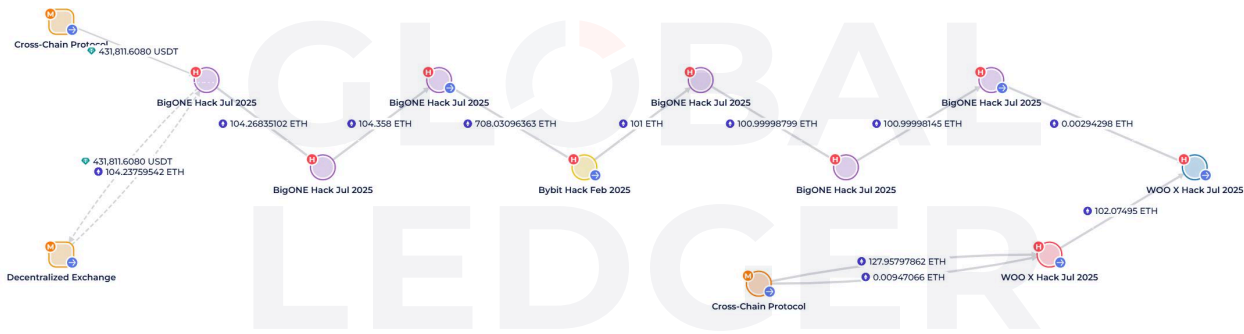 GLOBAL
LEDGER
M
Cross-Chain Protocol
431,811.6080 USDT
H
BigONE Hack Jul 2025
431,811.6080 USDT
104.23759542 ETH
M
Decentralized Exchange
104.26835102 ETH
H
BigONE Hack Jul 2025
104.358 ETH
H
BigONE Hack Jul 2025
708.03096363 ETH
H
Bybit Hack Feb 2025
101 ETH
H
BigONE Hack Jul 2025
100.99998799 ETH
H
BigONE Hack Jul 2025
100.99998145 ETH
H
BigONE Hack Jul 2025
0.00294298 ETH
H
WOO X Hack Jul 2025
102.07495 ETH
H
WOO X Hack Jul 2025
127.95797862 ETH
0.00947066 ETH
M
Cross-Chain Protocol